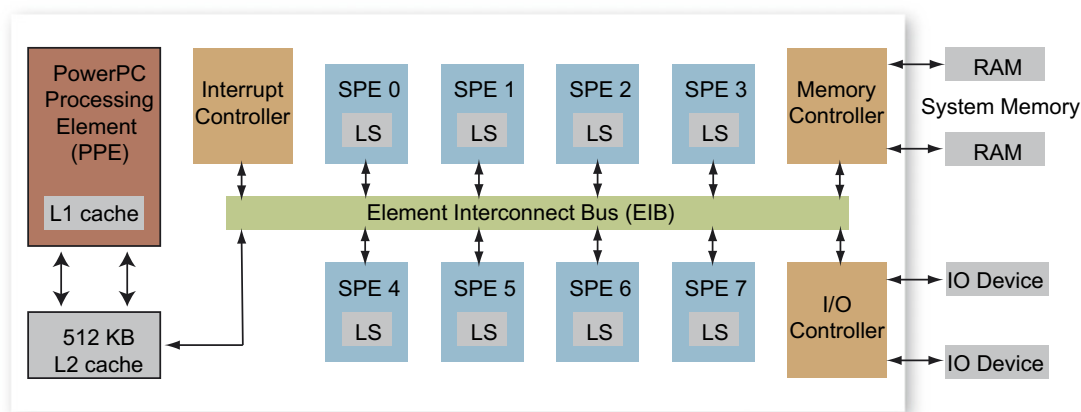 PowerPC
Processing
Element
(PPE)
L1 cache
512 KB
L2 cache
Interrupt
Controller
SPE 0
LS
SPE 1
LS
SPE 2
LS
SPE 3
LS
Memory
Controller
RAM
System Memory
RAM
Element Interconnect Bus (EIB)
SPE 4
LS
SPE 5
LS
SPE 6
LS
SPE 7
LS
I/O
Controller
IO Device
IO Device